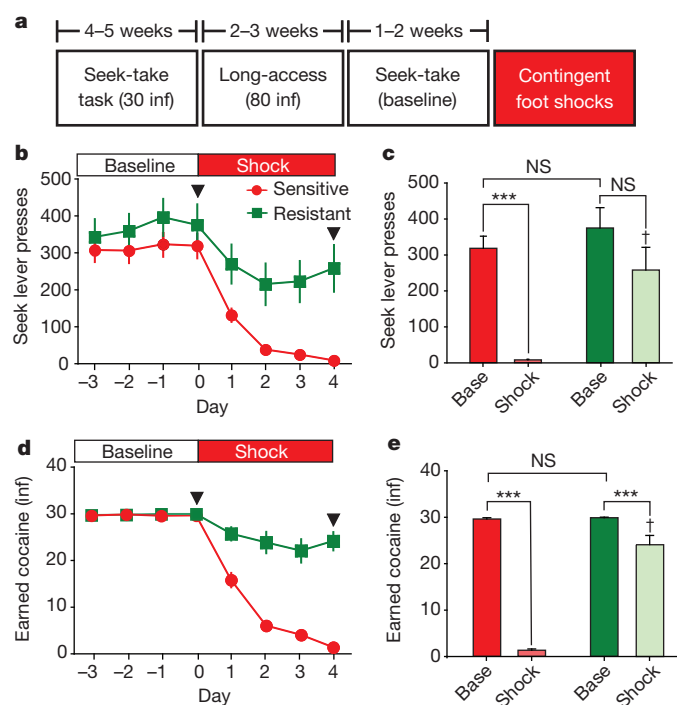 a
4–5 weeks
2–3 weeks
1–2 weeks
Seek-take
task (30 inf)
Long-access
(80 inf)
Seek-take
(baseline)
Contingent
foot shocks
b
Baseline
Shock
Sensitive
Resistant
Seek lever presses
500
400
300
200
100
0
–3
–2
–1
0
1
2
3
4
Day
c
Seek lever presses
500
400
300
200
100
0
NS
***
NS
†
Base
Shock
Base
Shock
d
Baseline
Shock
Earned cocaine (inf)
40
30
20
10
0
–3
–2
–1
0
1
2
3
4
Day
e
Earned cocaine (inf)
40
30
20
10
0
NS
***
***
†
Base
Shock
Base
Shock